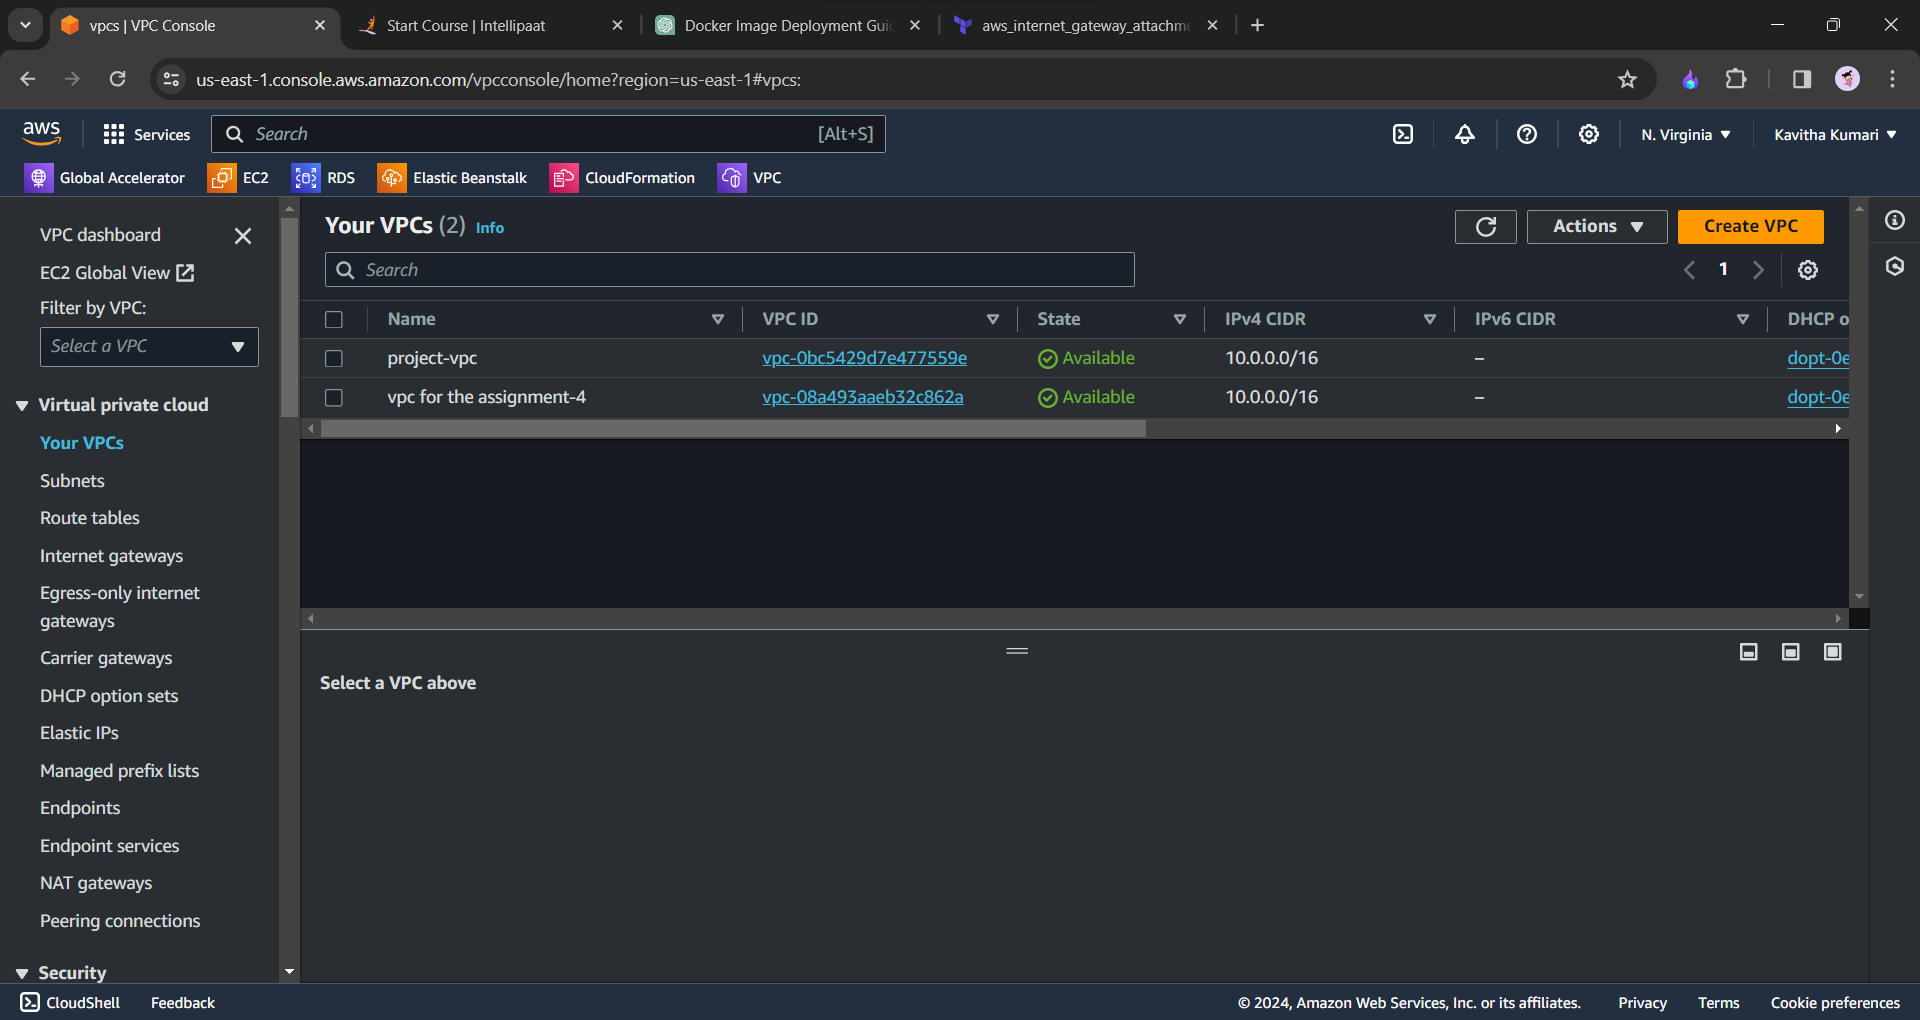 vpcs | VPC Console
Start Course | Intellipaat
Docker Image Deployment Gui
aws_internet_gateway_attachme
us-east-1.console.aws.amazon.com/vpcconsole/home?region=us-east-1#vpcs:
aws
Services
Search
[Alt+S]
N. Virginia
Kavitha Kumari
Global Accelerator
EC2
RDS
Elastic Beanstalk
CloudFormation
VPC
VPC dashboard
EC2 Global View
Filter by VPC:
Select a VPC
Virtual private cloud
Your VPCs
Subnets
Route tables
Internet gateways
Egress-only internet
gateways
Carrier gateways
DHCP option sets
Elastic IPs
Managed prefix lists
Endpoints
Endpoint services
NAT gateways
Peering connections
Security
Your VPCs (2) Info
Actions
Create VPC
Search
1
Name VPC ID State IPv4 CIDR IPv6 CIDR DHCP o
project-vpc vpc-0bc5429d7e477559e Available 10.0.0.0/16 – dopt-0e
vpc for the assignment-4 vpc-08a493aaeb32c862a Available 10.0.0.0/16 – dopt-0e
Select a VPC above
CloudShell
Feedback
© 2024, Amazon Web Services, Inc. or its affiliates.
Privacy
Terms
Cookie preferences